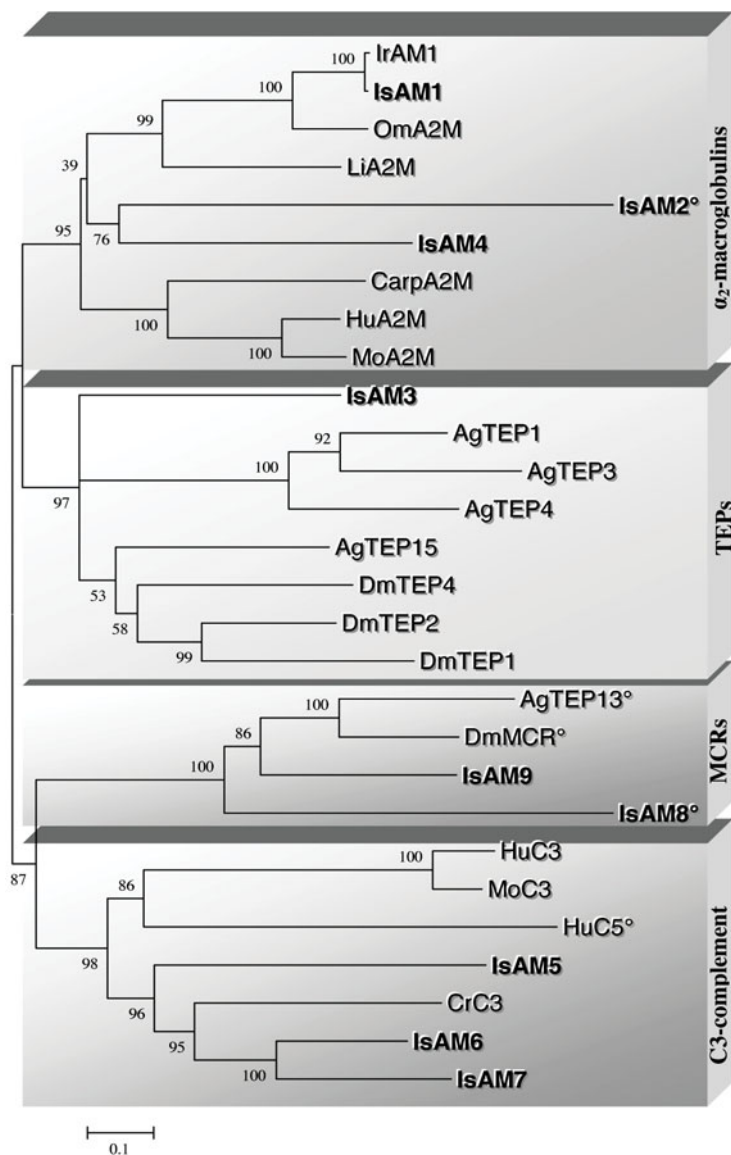 100
IrAM1
IsAM1
100
99
OmA2M
LiA2M
39
IsAM2°
95
76
IsAM4
CarpA2M
HuA2M
100
100
MoA2M
α₂-macroglobulins
IsAM3
92
AgTEP1
100
AgTEP3
97
AgTEP4
AgTEP15
53
DmTEP4
58
DmTEP2
99
DmTEP1
TEPs
100
AgTEP13°
86
DmMCR°
100
IsAM9
IsAM8°
MCRs
87
100
HuC3
86
MoC3
HuC5°
98
IsAM5
96
CrC3
95
IsAM6
100
IsAM7
C3-complement
0.1